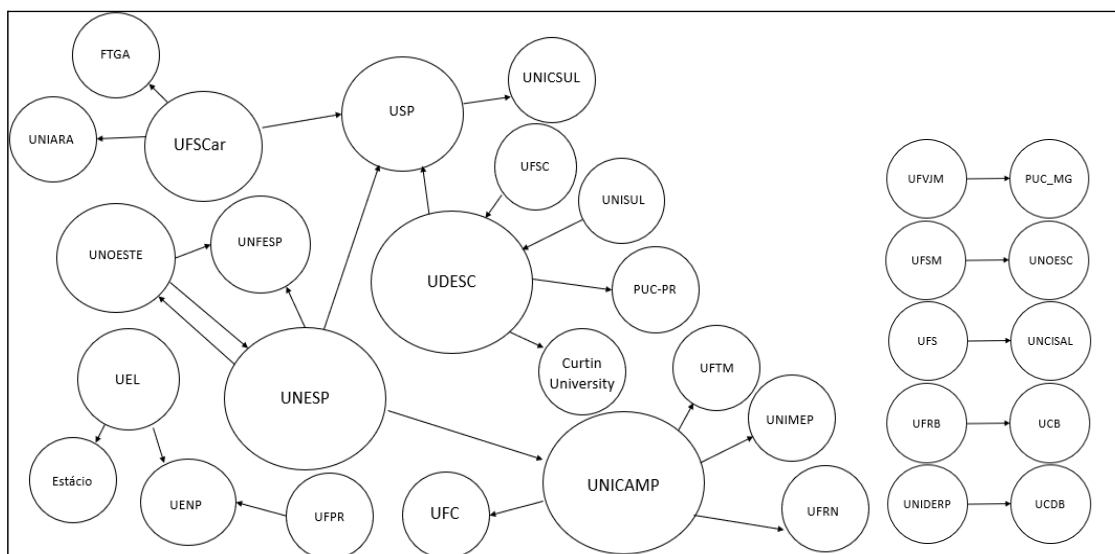 FTGA
UNICSUL
USP
UNIARA
UFSCar
UFSC
UFVJM
PUC_MG
UNISUL
UNOESTE
UNFESP
UDESC
UFSM
UNOESC
PUC-PR
UFS
UNCISAL
Curtin
University
UFTM
UEL
UNESP
UNIMEP
UFRB
UCB
Estácio
UNICAMP
UENP
UFPR
UFC
UFRN
UNIDERP
UCDB